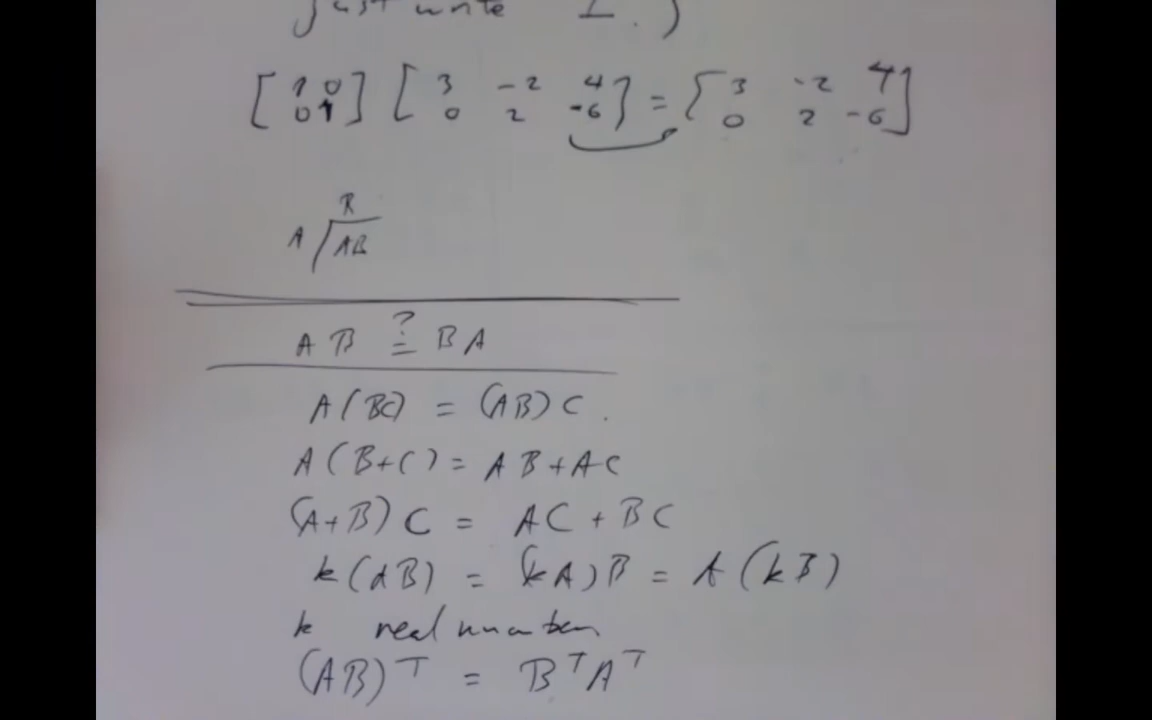 just write I.)
[ 1 0 ] [ 3 -2 4 ] = [ 3 -2 4 ]
[ 0 1 ] [ 0 2 -6 ] [ 0 2 -6 ]
B
A AB
AB ?= BA
A(BC) = (AB)C.
A(B+C) = AB+AC
(A+B)C = AC + BC
k(AB) = (kA)B = A(kB)
k real number
(AB)ᵀ = BᵀAᵀ